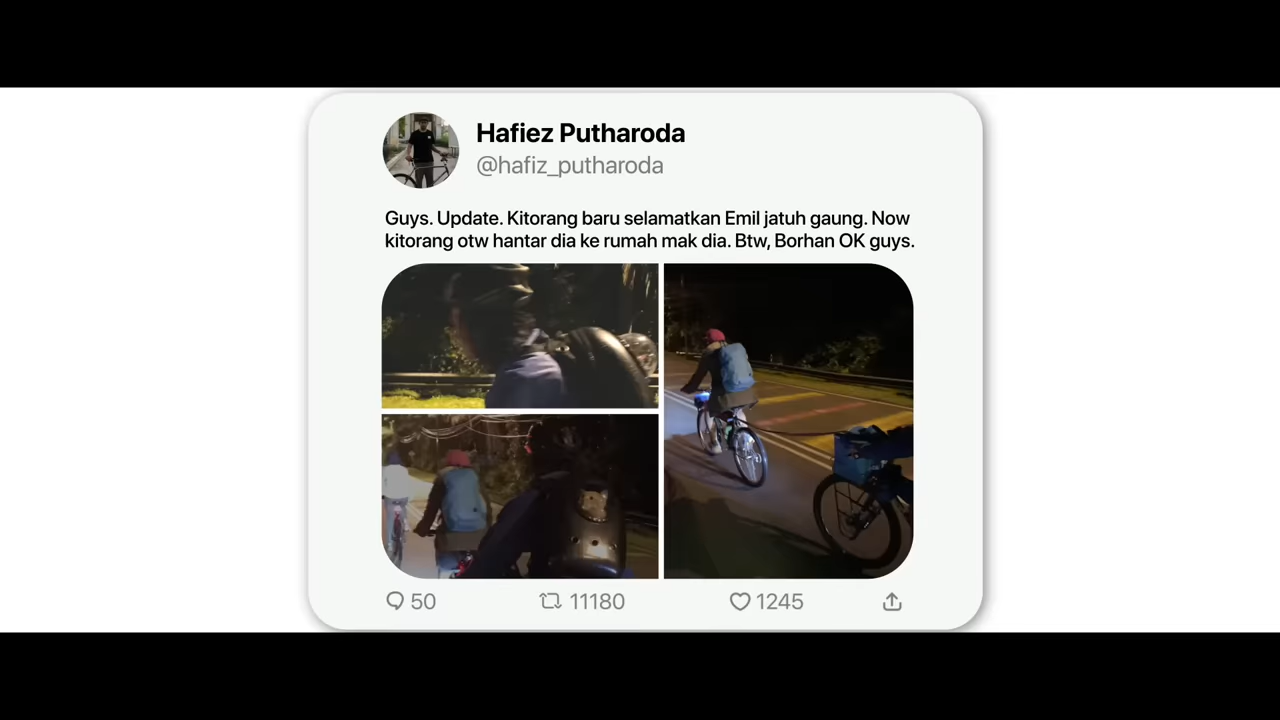 Hafiez Putharoda
@hafiz_putharoda
Guys. Update. Kitorang baru selamatkan Emil jatuh gaung. Now
kitorang otw hantar dia ke rumah mak dia. Btw, Borhan OK guys.
50
11180
1245